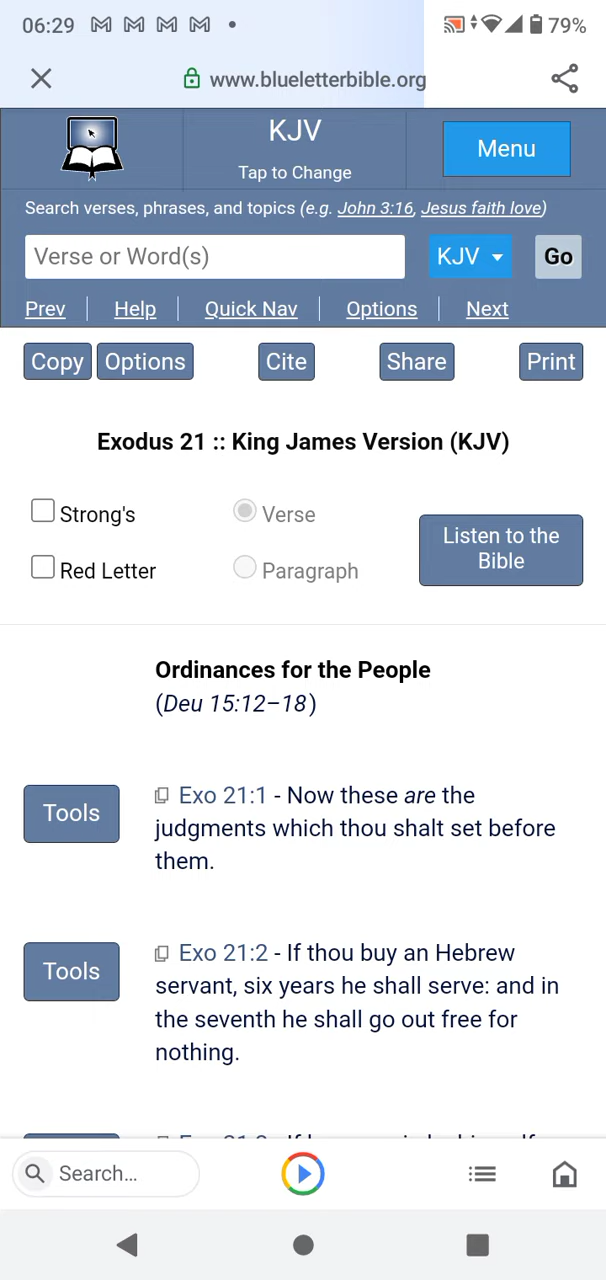 06:29
79%
www.blueletterbible.org
KJV
Tap to Change
Menu
Search verses, phrases, and topics (e.g. John 3:16, Jesus faith love)
Verse or Word(s)
KJV
Go
Prev
Help
Quick Nav
Options
Next
Copy
Options
Cite
Share
Print
Exodus 21 :: King James Version (KJV)
Strong's
Verse
Red Letter
Paragraph
Listen to the
Bible
Ordinances for the People
(Deu 15:12–18)
Tools
Exo 21:1 - Now these are the
judgments which thou shalt set before
them.
Tools
Exo 21:2 - If thou buy an Hebrew
servant, six years he shall serve: and in
the seventh he shall go out free for
nothing.
Search...